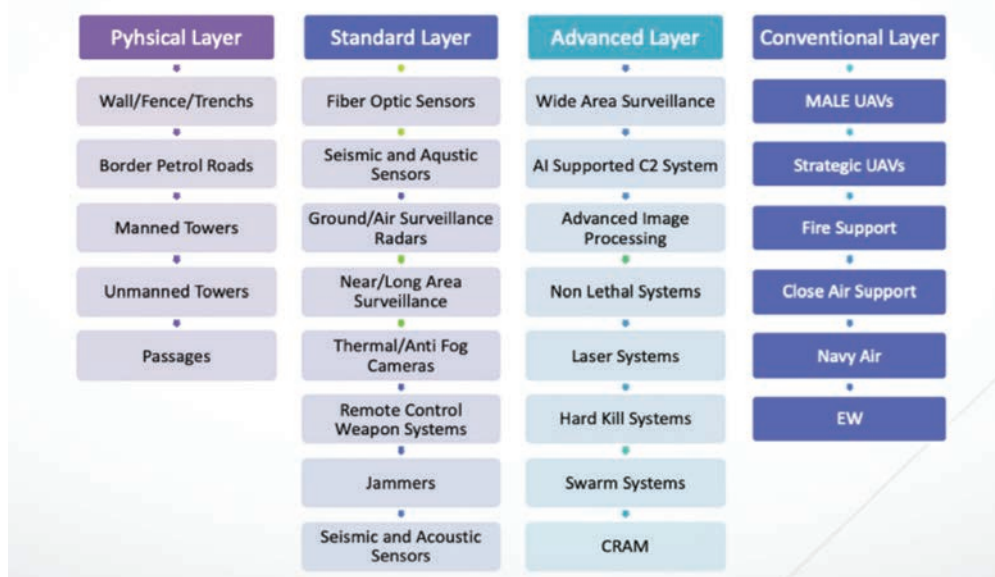 Pyhsical Layer
Wall/Fence/Trenchs
Border Petrol Roads
Manned Towers
Unmanned Towers
Passages
Standard Layer
Fiber Optic Sensors
Seismic and Aqustic
Sensors
Ground/Air Surveillance
Radars
Near/Long Area
Surveillance
Thermal/Anti Fog
Cameras
Remote Control
Weapon Systems
Jammers
Seismic and Acoustic
Sensors
Advanced Layer
Wide Area Surveillance
AI Supported C2 System
Advanced Image
Processing
Non Lethal Systems
Laser Systems
Hard Kill Systems
Swarm Systems
CRAM
Conventional Layer
MALE UAVs
Strategic UAVs
Fire Support
Close Air Support
Navy Air
EW